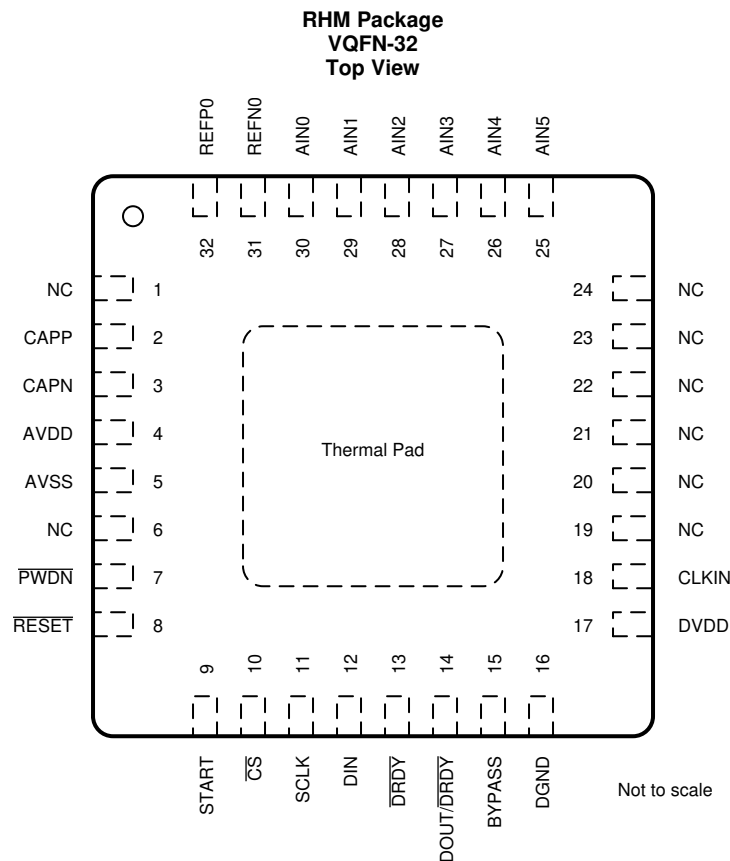 RHM Package
VQFN-32
Top View
REFP0
REFN0
AIN0
AIN1
AIN2
AIN3
AIN4
AIN5
32
31
30
29
28
27
26
25
NC 1
CAPP 2
CAPN 3
AVDD 4
AVSS 5
NC 6
PWDN 7
RESET 8
24 NC
23 NC
22 NC
21 NC
20 NC
19 NC
18 CLKIN
17 DVDD
Thermal Pad
9
10
11
12
13
14
15
16
START
CS
SCLK
DIN
DRDY
DOUT/DRDY
BYPASS
DGND
Not to scale